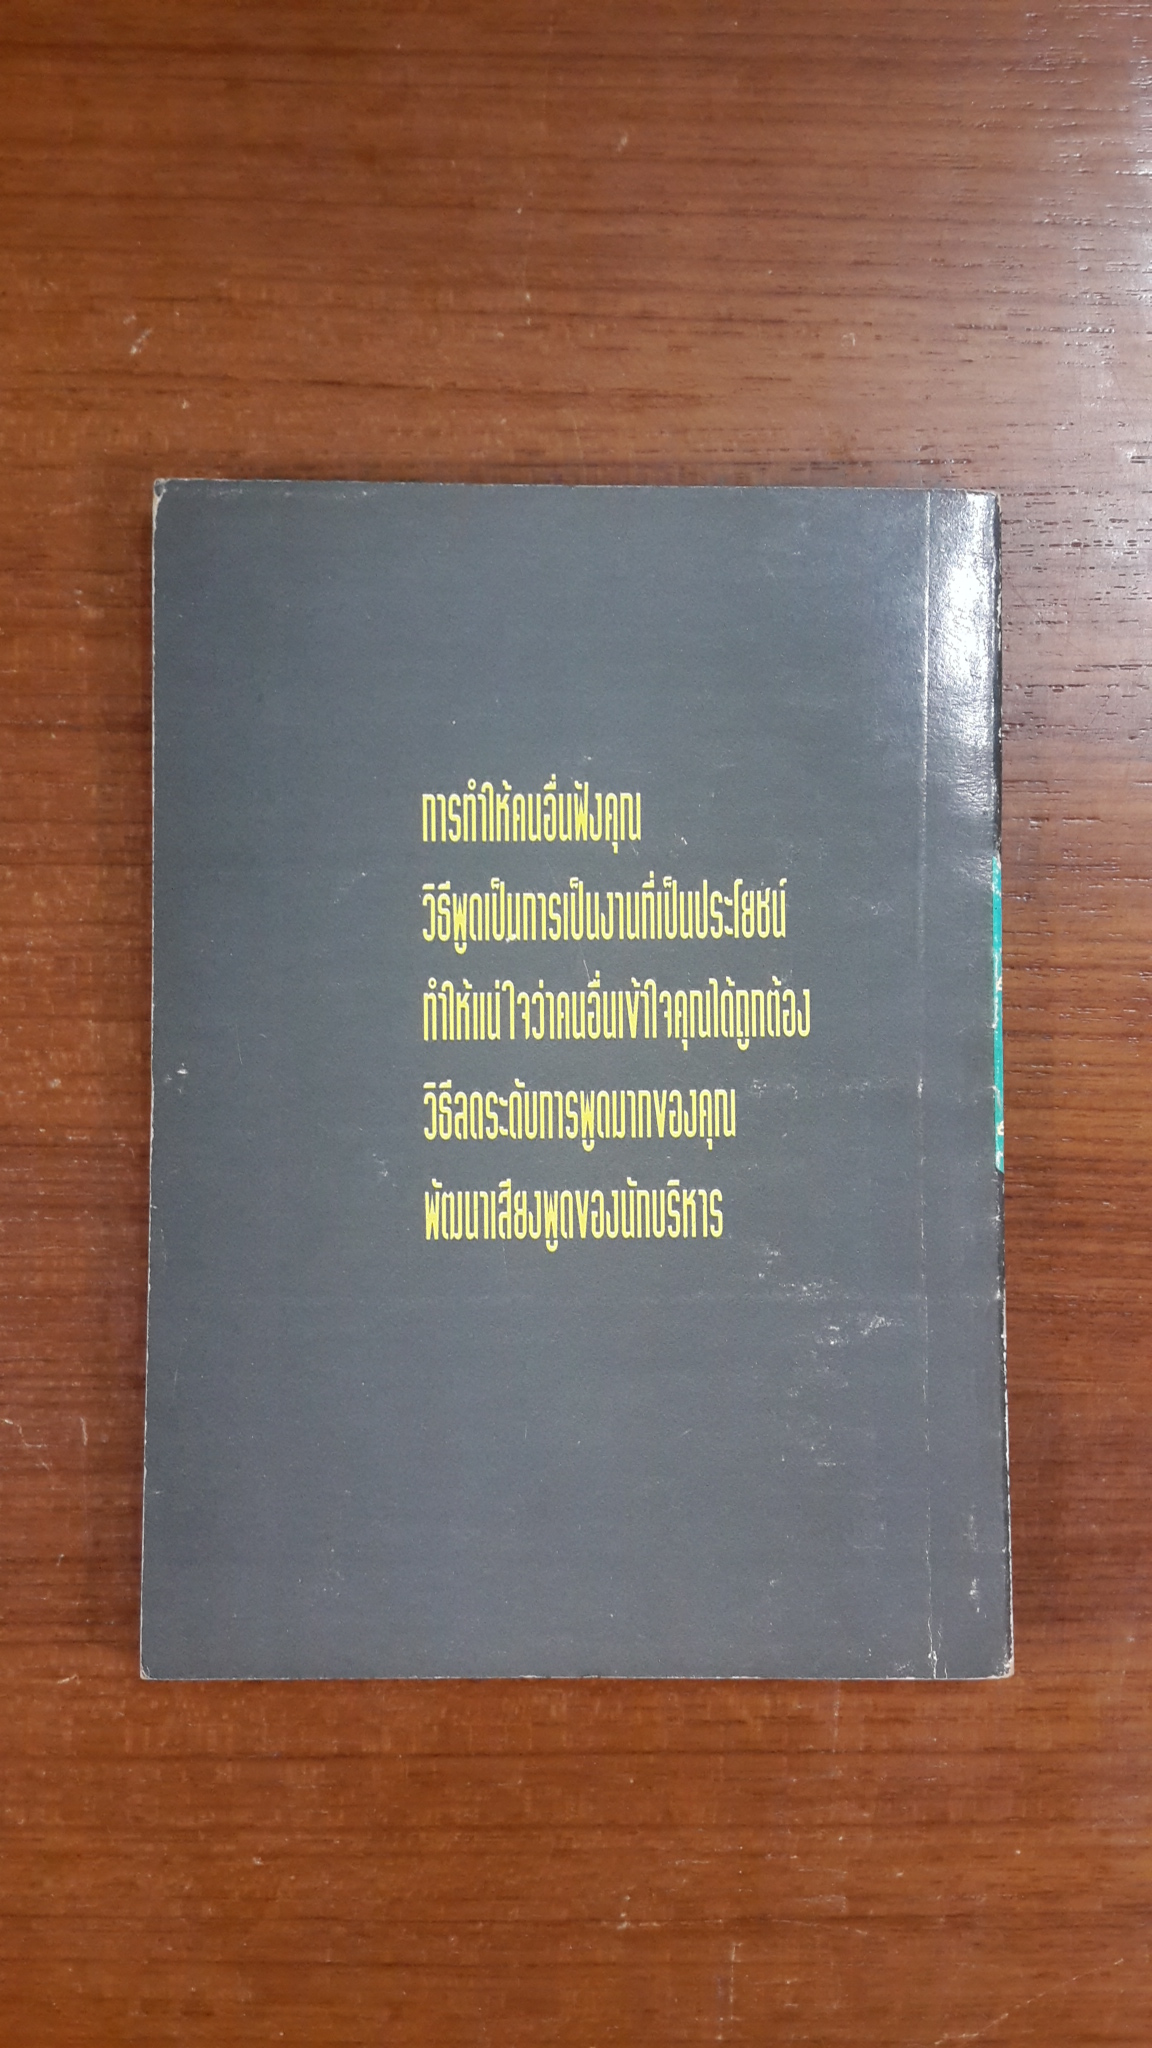 การทำให้คนอื่นฟังคุณ
วิธีพูดเป็นการเป็นงานที่เป็นประโยชน์
ทำให้แน่ใจว่าคนอื่นเข้าใจคุณได้ถูกต้อง
วิธีลดระดับการพูดมากของคุณ
พัฒนาเสียงพูดของนักบริหาร